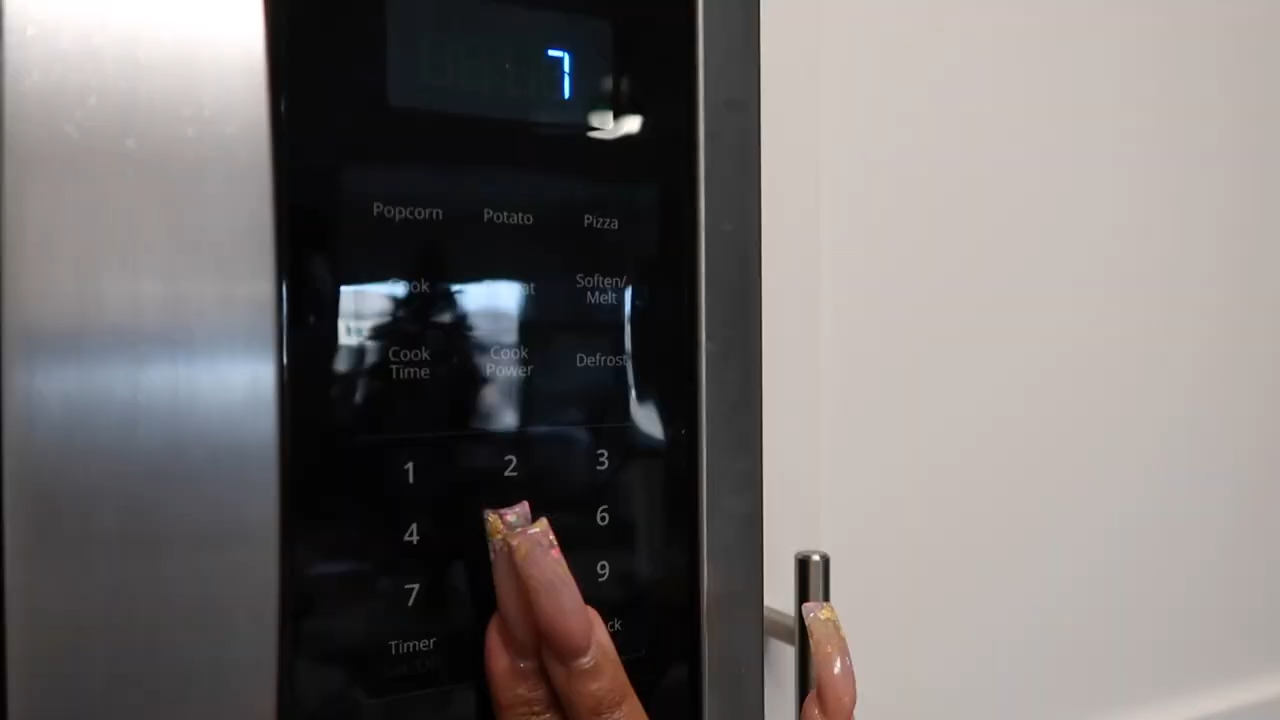 7
Popcorn Potato Pizza
Cook
Soften/
Melt
Cook Cook Defrost
Time Power
1 2 3
4 6
7 9
Timer